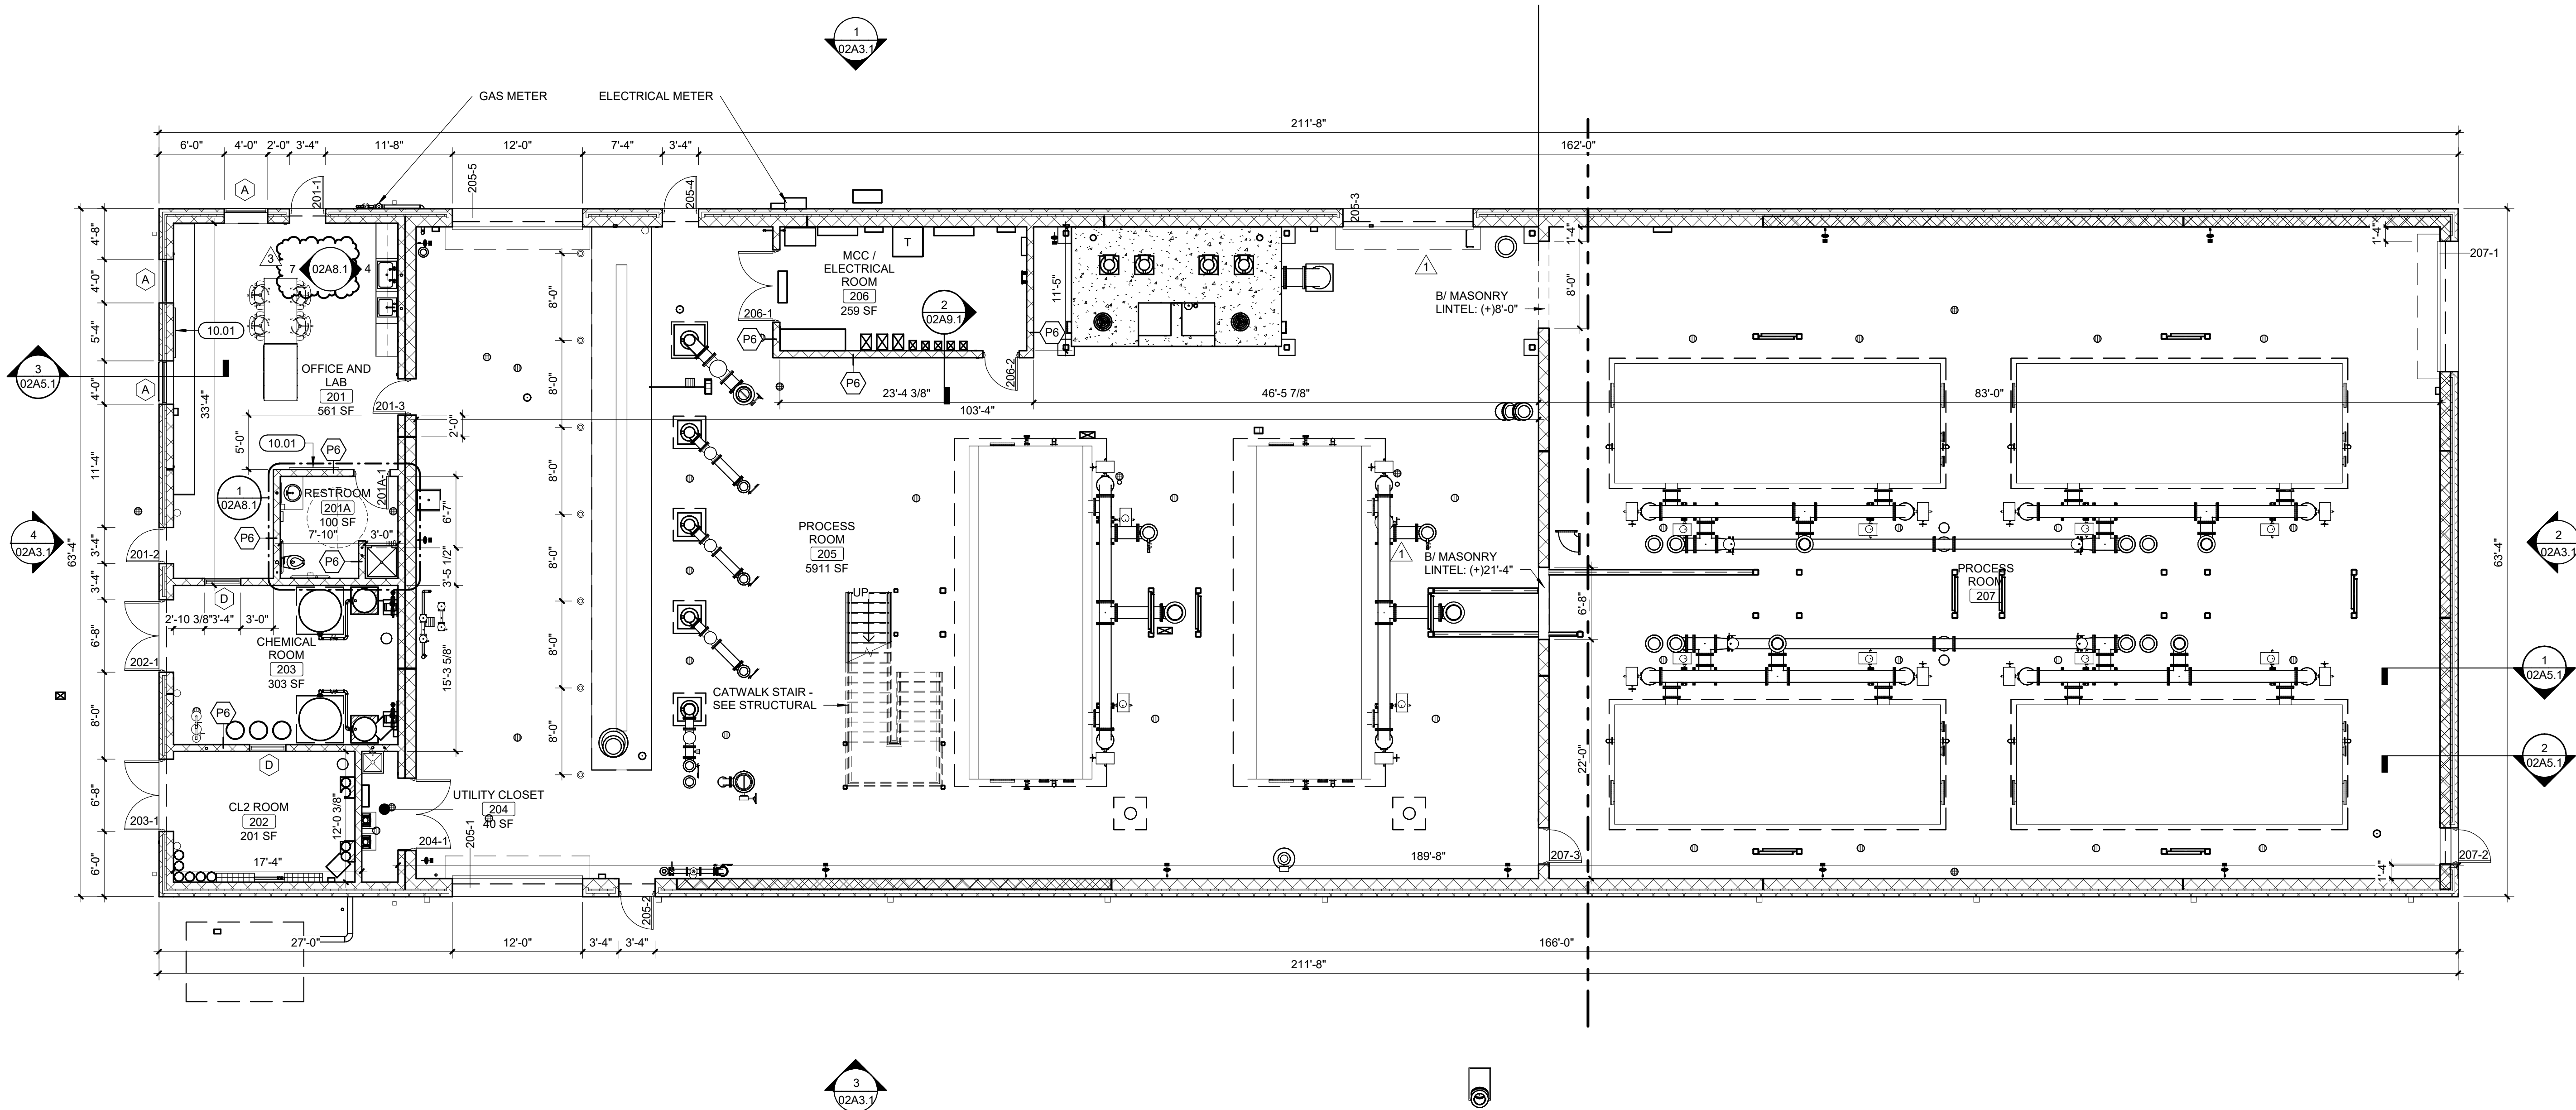 1
02A3.1
GAS METER
ELECTRICAL METER
211'-8"
6'-0"
4'-0"
2'-0"
3'-4"
11'-8"
12'-0"
7'-4"
3'-4"
162'-0"
A
201-1
205-5
205-4
205-3
4'-8"
4'-0"
5'-4"
4'-0"
11'-4"
3'-4"
3'-4"
6'-8"
8'-0"
6'-8"
6'-0"
63'-4"
A
A
3
7
02A8.1
4
10.01
3
02A5.1
33'-4"
OFFICE AND
LAB
201
561 SF
201-3
2'-0"
5'-0"
10.01
P6
1
02A8.1
RESTROOM
201A
100 SF
201A-1
7'-10"
3'-0"
P6
P6
6'-7"
3'-5 1/2"
15'-3 5/8"
4
02A3.1
201-2
D
2'-10 3/8"
3'-4"
3'-0"
CHEMICAL
ROOM
203
303 SF
202-1
P6
D
CL2 ROOM
202
201 SF
203-1
12'-0 3/8"
17'-4"
UTILITY CLOSET
204
40 SF
204-1
205-1
205-2
8'-0"
8'-0"
8'-0"
8'-0"
8'-0"
8'-0"
MCC /
ELECTRICAL
ROOM
206
259 SF
T
206-1
2
02A9.1
P6
P6
P6
206-2
11'-5"
23'-4 3/8"
46'-5 7/8"
103'-4"
83'-0"
1
B/ MASONRY
LINTEL: (+)8'-0"
1'-4"
8'-0"
1'-4"
207-1
PROCESS
ROOM
205
5911 SF
UP
CATWALK STAIR -
SEE STRUCTURAL
1
B/ MASONRY
LINTEL: (+)21'-4"
6'-8"
22'-0"
PROCESS
ROOM
207
2
02A3.1
63'-4"
1
02A5.1
2
02A5.1
189'-8"
207-3
1'-4"
207-2
27'-0"
12'-0"
3'-4"
3'-4"
166'-0"
211'-8"
3
02A3.1